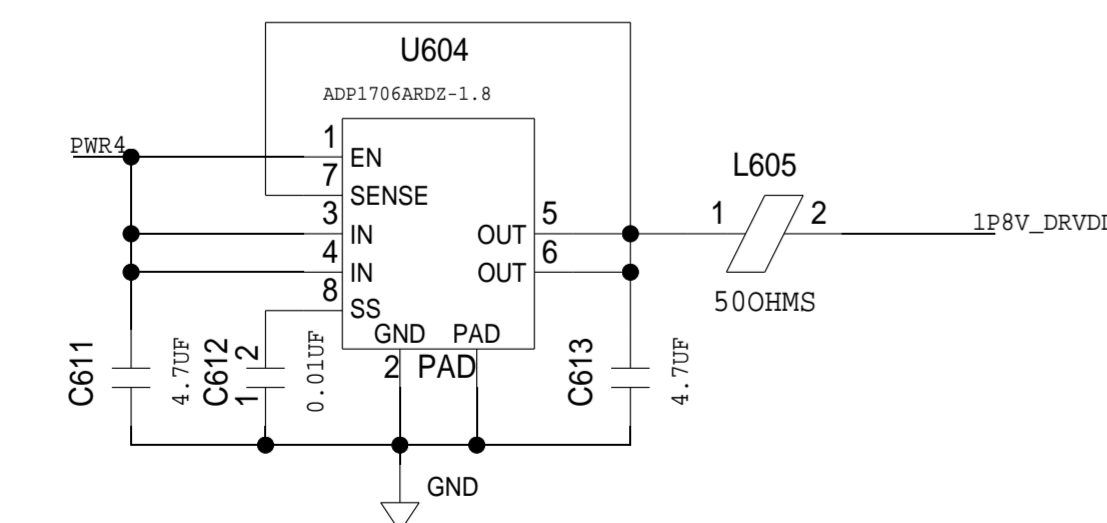 U604
ADP1706ARDZ-1.8
PWR4
1
EN
7
SENSE
3
IN
4
IN
8
SS
OUT
5
OUT
6
GND
PAD
2
PAD
L605
1
2
50OHMS
1P8V_DRVDD
C611
4.7UF
C612
2
1
0.01UF
C613
4.7UF
GND